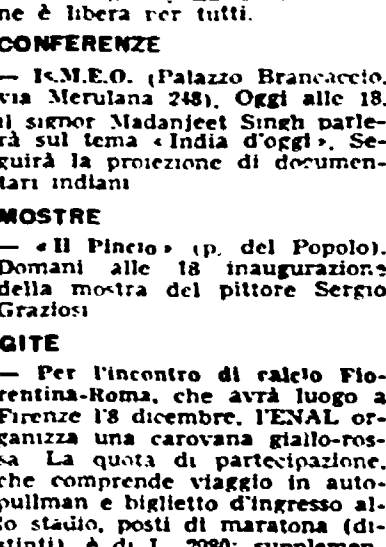 ne è libera per tutti.
CONFERENZE
— Is.M.E.O. (Palazzo Brancaccio,
via Merulana 248). Oggi alle 18,
il signor Madanjeet Singh parle-
rà sul tema « India d'oggi ». Se-
guirà la proiezione di documen-
tari indiani
MOSTRE
— « Il Pincio » (p. del Popolo).
Domani alle 18 inaugurazione
della mostra del pittore Sergio
Graziosi
GITE
— Per l'incontro di calcio Fio-
rentina-Roma, che avrà luogo a
Firenze l'8 dicembre, l'ENAL or-
ganizza una carovana giallo-ros-
sa La quota di partecipazione,
che comprende viaggio in auto-
pullman e biglietto d'ingresso al-
lo stadio, posti di maratona (di-
stinti), è di L. 2980; supplemen-